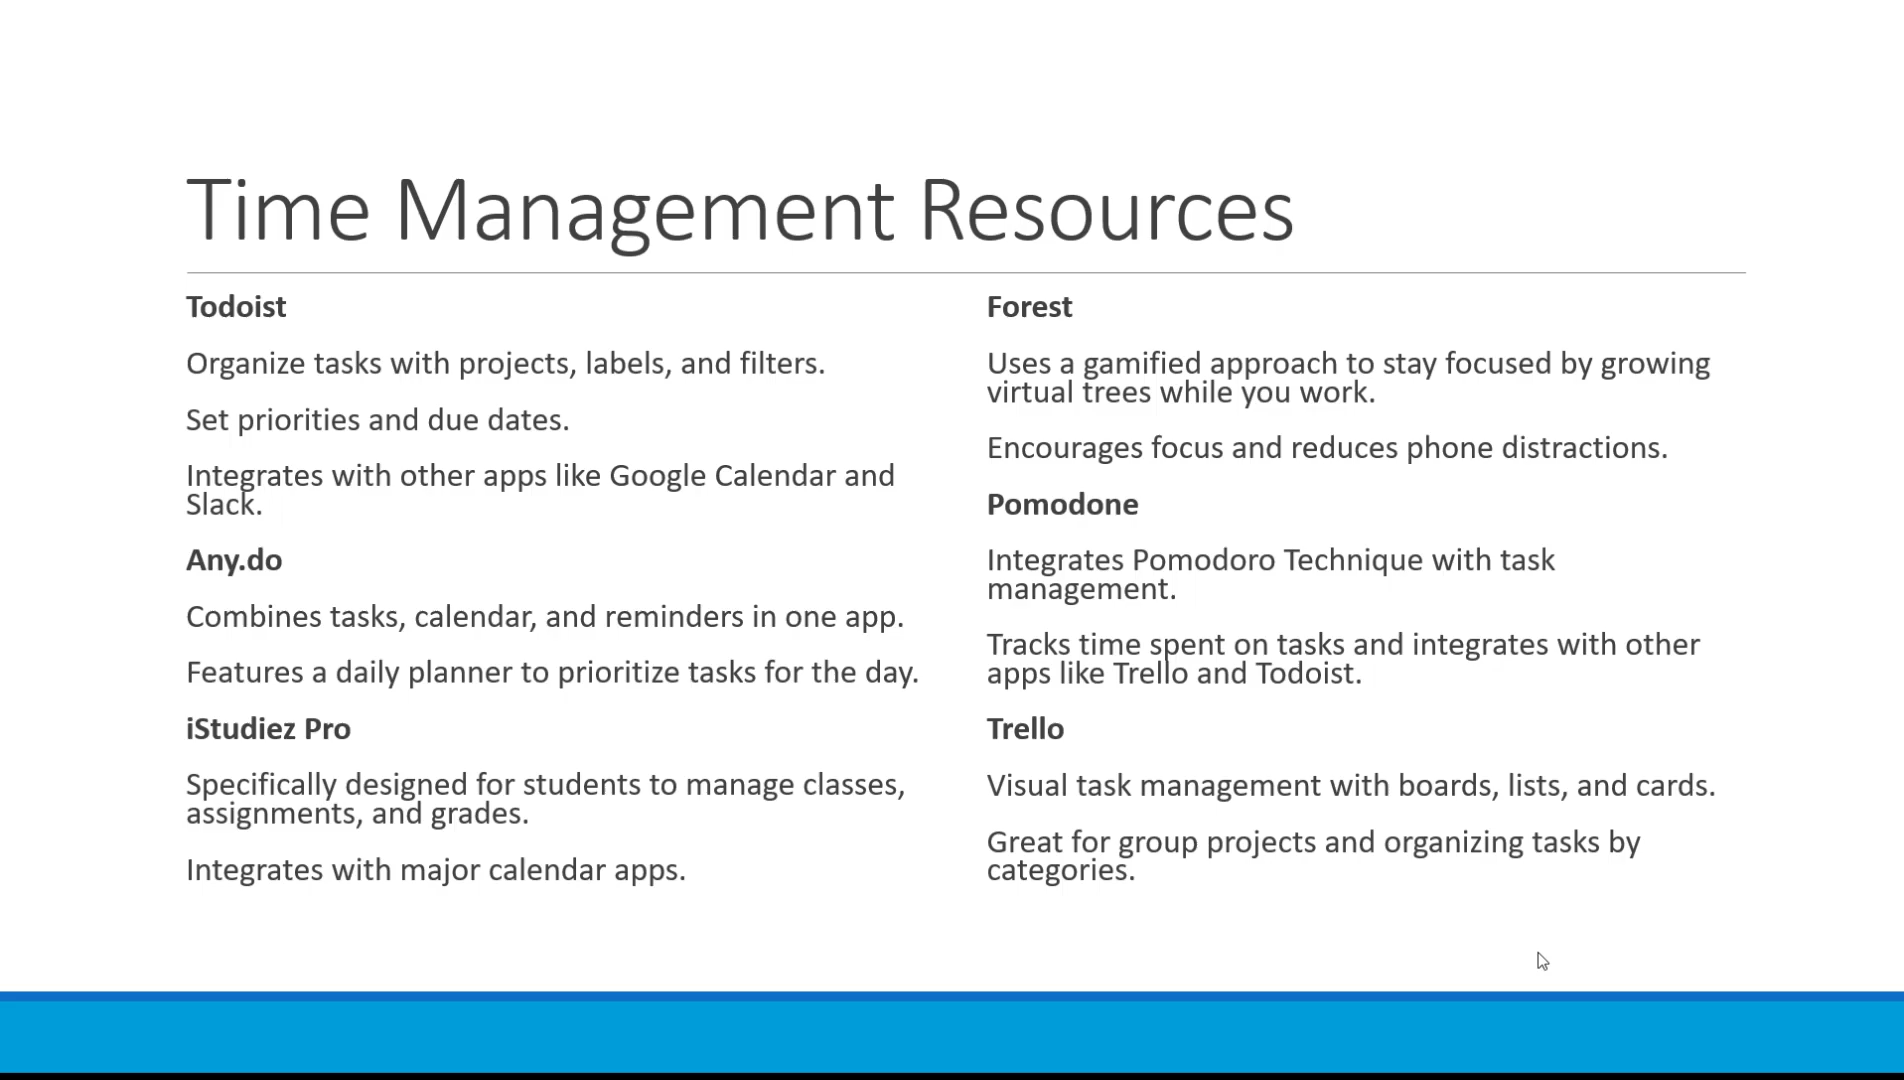 Time Management Resources
Todoist
Organize tasks with projects, labels, and filters.
Set priorities and due dates.
Integrates with other apps like Google Calendar and
Slack.
Any.do
Combines tasks, calendar, and reminders in one app.
Features a daily planner to prioritize tasks for the day.
iStudiez Pro
Specifically designed for students to manage classes,
assignments, and grades.
Integrates with major calendar apps.
Forest
Uses a gamified approach to stay focused by growing
virtual trees while you work.
Encourages focus and reduces phone distractions.
Pomodone
Integrates Pomodoro Technique with task
management.
Tracks time spent on tasks and integrates with other
apps like Trello and Todoist.
Trello
Visual task management with boards, lists, and cards.
Great for group projects and organizing tasks by
categories.